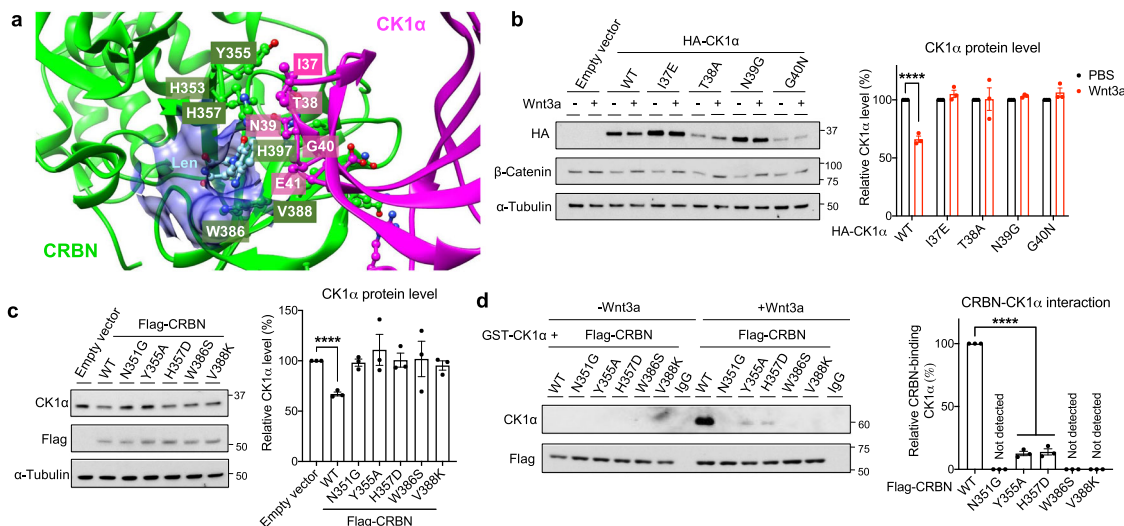 a
CK1α
Y355
I37
H353
T38
H357
N39
H397
G40
Len
E41
V388
W386
CRBN
b
HA-CK1α
Empty vector
WT
I37E
T38A
N39G
G40N
- + - + - + - + - + - +
Wnt3a
HA
37
β-Catenin
100
75
α-Tubulin
50
CK1α protein level
****
PBS
Wnt3a
Relative CK1α level (%)
100
50
0
HA-CK1α
WT
I37E
T38A
N39G
G40N
c
Flag-CRBN
Empty vector
WT
N351G
Y355A
H357D
W386S
V388K
CK1α
37
Flag
50
α-Tubulin
50
CK1α protein level
Relative CK1α level (%)
150
100
50
0
****
Empty vector
WT
N351G
Y355A
H357D
W386S
V388K
Flag-CRBN
d
-Wnt3a
+Wnt3a
GST-CK1α +
Flag-CRBN
Flag-CRBN
WT
N351G
Y355A
H357D
W386S
V388K
IgG
WT
N351G
Y355A
H357D
W386S
V388K
IgG
CK1α
60
Flag
75
50
CRBN-CK1α interaction
****
Relative CRBN-binding
CK1α (%)
100
50
0
Not detected
Not detected
Not detected
Flag-CRBN
WT
N351G
Y355A
H357D
W386S
V388K